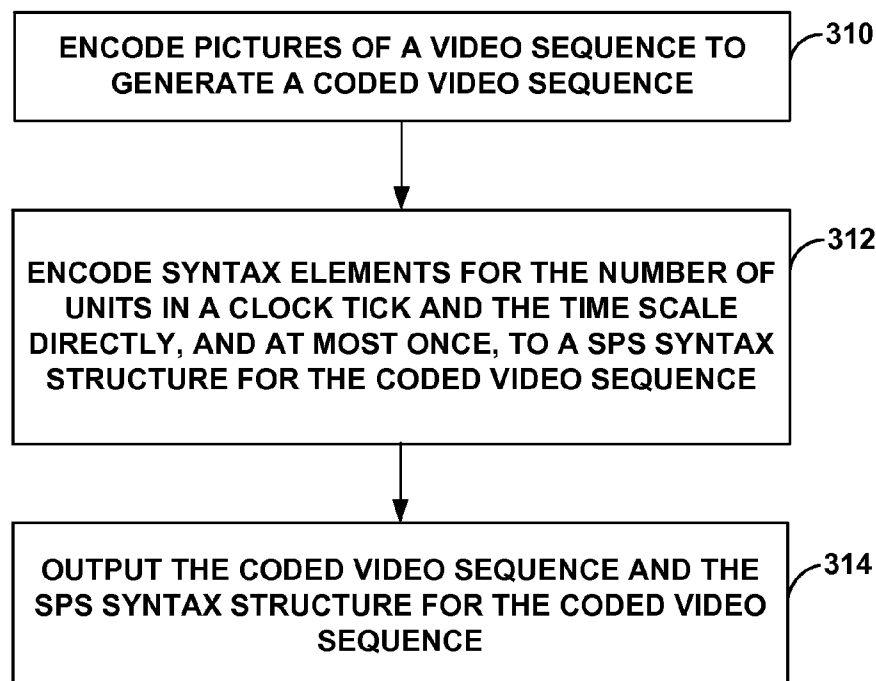 ENCODE PICTURES OF A VIDEO SEQUENCE TO
GENERATE A CODED VIDEO SEQUENCE
310
ENCODE SYNTAX ELEMENTS FOR THE NUMBER OF
UNITS IN A CLOCK TICK AND THE TIME SCALE
DIRECTLY, AND AT MOST ONCE, TO A SPS SYNTAX
STRUCTURE FOR THE CODED VIDEO SEQUENCE
312
OUTPUT THE CODED VIDEO SEQUENCE AND THE
SPS SYNTAX STRUCTURE FOR THE CODED VIDEO
SEQUENCE
314